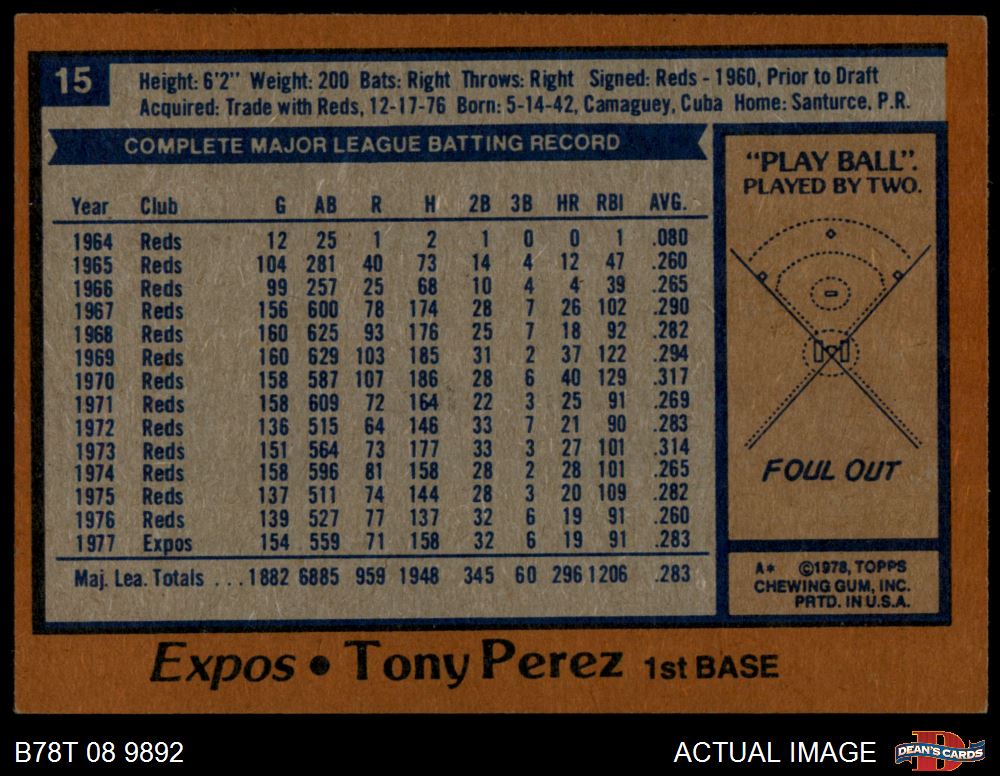 15
Height: 6'2" Weight: 200 Bats: Right Throws: Right Signed: Reds - 1960, Prior to Draft
Acquired: Trade with Reds, 12-17-76 Born: 5-14-42, Camaguey, Cuba Home: Santurce, P.R.
COMPLETE MAJOR LEAGUE BATTING RECORD
Year Club G AB R H 2B 3B HR RBI AVG.
1964 Reds 12 25 1 2 1 0 0 1 .080
1965 Reds 104 281 40 73 14 4 12 47 .260
1966 Reds 99 257 25 68 10 4 4 39 .265
1967 Reds 156 600 78 174 28 7 26 102 .290
1968 Reds 160 625 93 176 25 7 18 92 .282
1969 Reds 160 629 103 185 31 2 37 122 .294
1970 Reds 158 587 107 186 28 6 40 129 .317
1971 Reds 158 609 72 164 22 3 25 91 .269
1972 Reds 136 515 64 146 33 7 21 90 .283
1973 Reds 151 564 73 177 33 3 27 101 .314
1974 Reds 158 596 81 158 28 2 28 101 .265
1975 Reds 137 511 74 144 28 3 20 109 .282
1976 Reds 139 527 77 137 32 6 19 91 .260
1977 Expos 154 559 71 158 32 6 19 91 .283
Maj. Lea. Totals ... 1882 6885 959 1948 345 60 296 1206 .283
"PLAY BALL".
PLAYED BY TWO.
FOUL OUT
A* ©1978, TOPPS
CHEWING GUM, INC.
PRTD. IN U.S.A.
Expos • Tony Perez 1st BASE
B78T 08 9892
ACTUAL IMAGE
D
DEAN'S CARDS